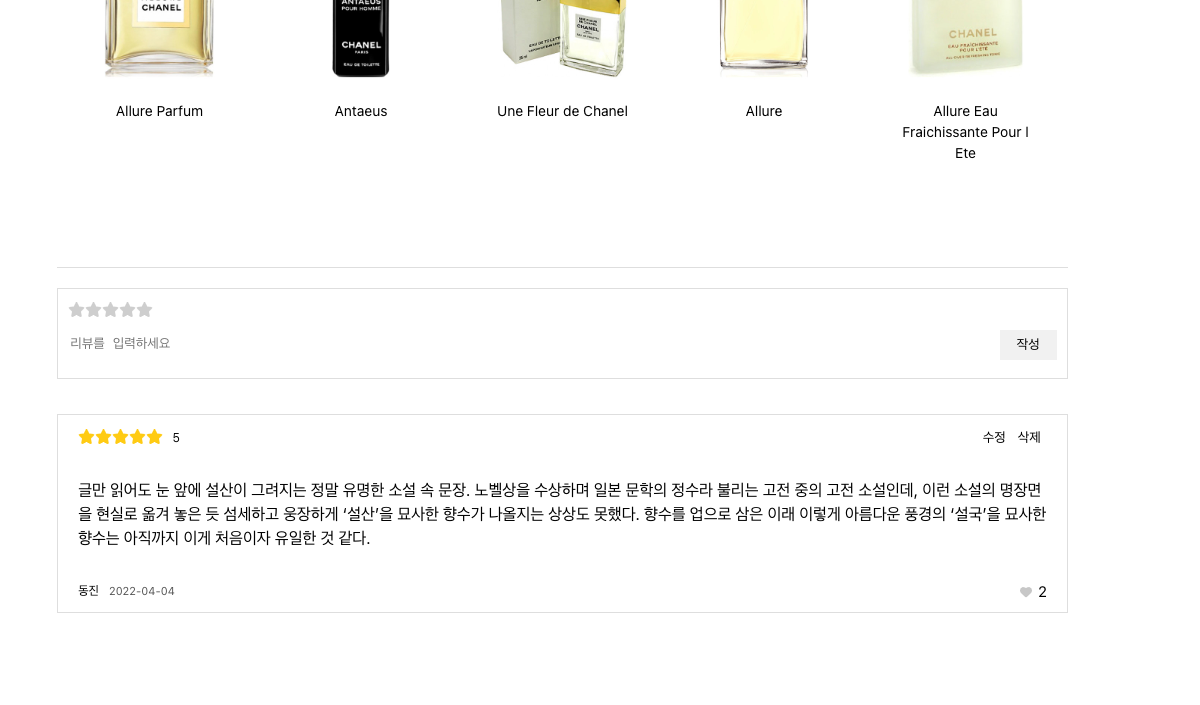 CHANEL
ANTAEUS
POUR HOMME
CHANEL
PARIS
EAU DE TOILETTE
CHANEL
EAU DE TOILETTE
CHANEL
EAU FRAICHISSANTE
POUR L'ETE
Allure Parfum
Antaeus
Une Fleur de Chanel
Allure
Allure Eau
Fraichissante Pour l
Ete
리뷰를 입력하세요
작성
5
수정 삭제
글만 읽어도 눈 앞에 설산이 그려지는 정말 유명한 소설 속 문장. 노벨상을 수상하며 일본 문학의 정수라 불리는 고전 중의 고전 소설인데, 이런 소설의 명장면
을 현실로 옮겨 놓은 듯 섬세하고 웅장하게 ‘설산’을 묘사한 향수가 나올지는 상상도 못했다. 향수를 업으로 삼은 이래 이렇게 아름다운 풍경의 ‘설국’을 묘사한
향수는 아직까지 이게 처음이자 유일한 것 같다.
동진 2022-04-04
2